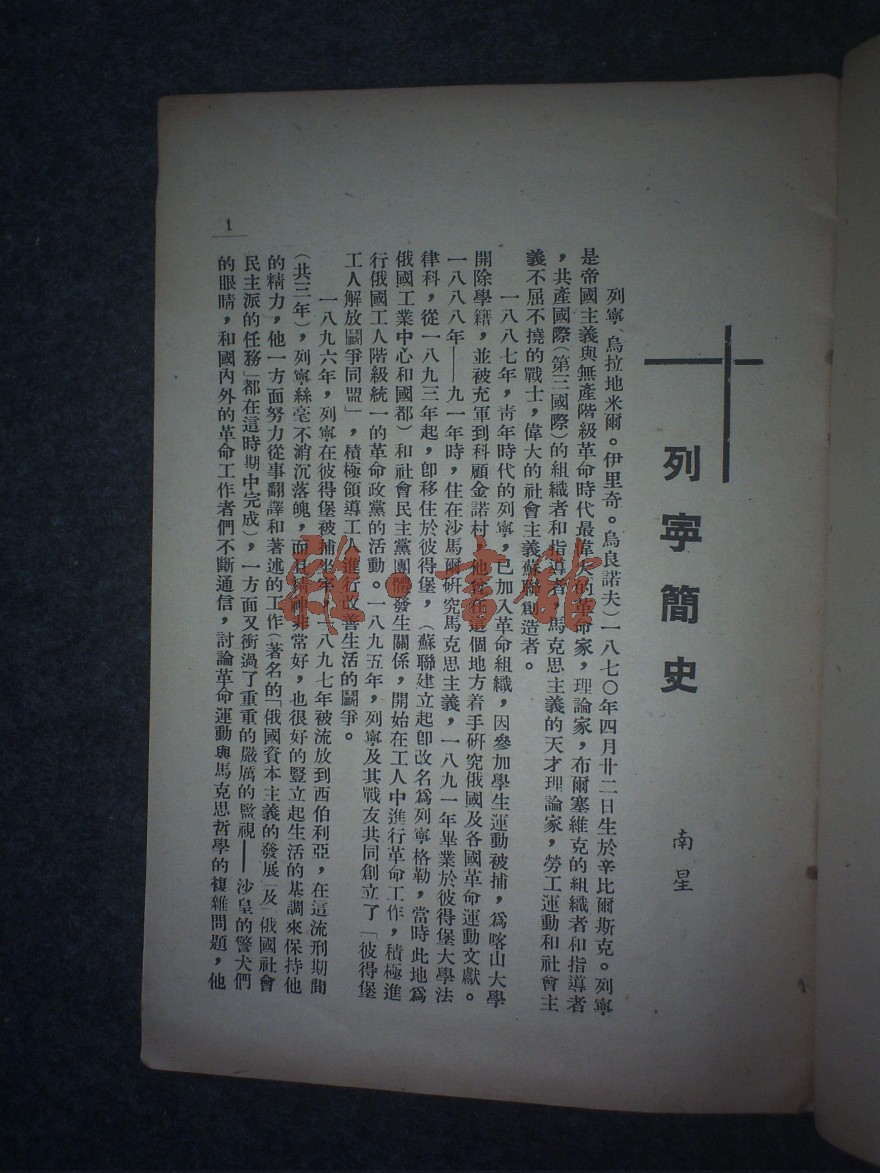 列寧簡史
南星
列寧、烏拉地米爾。伊里奇。烏良諾夫)一八七〇年四月廿二日生於辛比爾斯克。列寧
是帝國主義與無產階級革命時代最偉大的革命家,理論家,布爾塞維克的組織者和指導者
,共產國際(第三國際)的組織者和指導者,馬克思主義的天才理論家,勞工運動和社會主
義不屈不撓的戰士,偉大的社會主義蘇聯創造者。
一八八七年,靑年時代的列寧,已加入革命組織,因參加學生運動被捕,爲喀山大學
開除學籍,並被充軍到科顧金諾村,他曾在這個地方着手研究俄國及各國革命運動文獻。
一八八八年——九一年時,住在沙馬爾研究馬克思主義,一八九一年畢業於彼得堡大學法
律科,從一八九三年起,卽移住於彼得堡,(蘇聯建立起卽改名爲列寧格勒,當時此地爲
俄國工業中心和國都)和社會民主黨團體發生關係,開始在工人中進行革命工作,積極進
行俄國工人階級統一的革命政黨的活動。一八九五年,列寧及其戰友共同創立了「彼得堡
工人解放鬭爭同盟」,積極領導工人進行改善生活的鬭爭。
一八九六年,列寧在彼得堡被捕坐牢,一八九七年被流放到西伯利亞,在這流刑期間
(共三年),列寧絲毫不消沉落魄,而且精神非常好,也很好的豎立起生活的基調來保持他
的精力,他一方面努力從事翻譯和著述的工作(著名的「俄國資本主義的發展」及「俄國社會
民主派的任務」都在這時期中完成),一方面又衝過了重重的嚴厲的監視——沙皇的警犬們
的眼睛,和國內外的革命工作者們不斷通信,討論革命運動與馬克思哲學的複雜問題,他
1